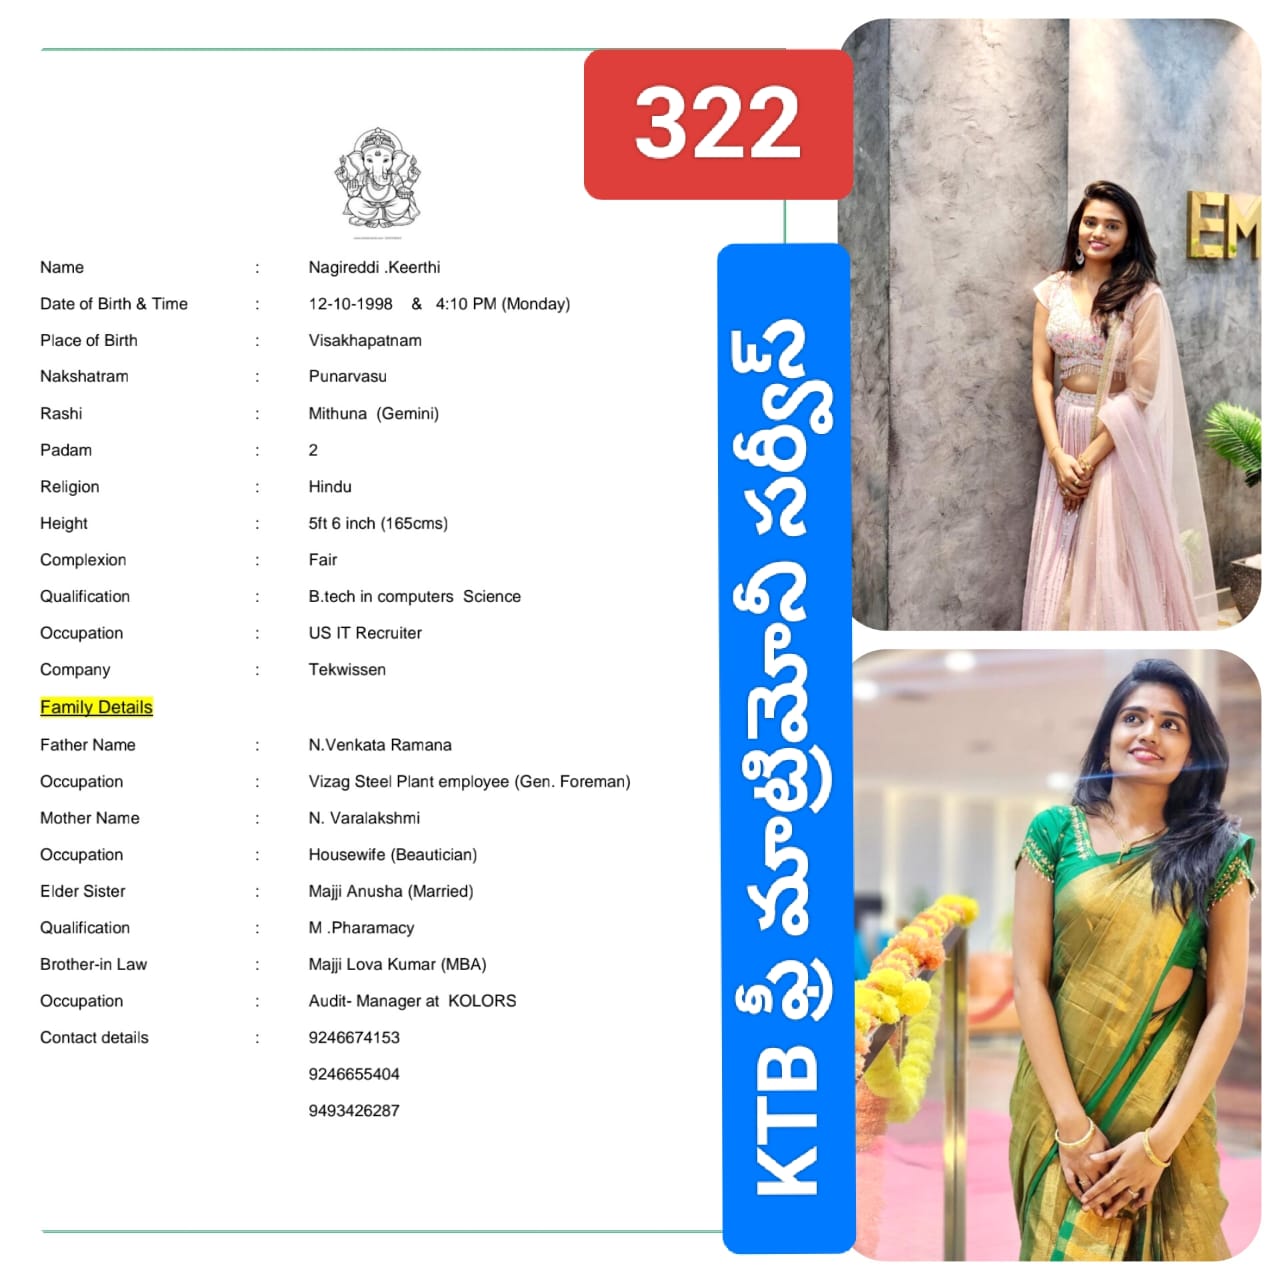 322
Name : Nagireddi .Keerthi
Date of Birth & Time : 12-10-1998 & 4:10 PM (Monday)
Place of Birth : Visakhapatnam
Nakshatram : Punarvasu
Rashi : Mithuna (Gemini)
Padam : 2
Religion : Hindu
Height : 5ft 6 inch (165cms)
Complexion : Fair
Qualification : B.tech in computers Science
Occupation : US IT Recruiter
Company : Tekwissen
Family Details
Father Name : N.Venkata Ramana
Occupation : Vizag Steel Plant employee (Gen. Foreman)
Mother Name : N. Varalakshmi
Occupation : Housewife (Beautician)
Elder Sister : Majji Anusha (Married)
Qualification : M .Pharamacy
Brother-in Law : Majji Lova Kumar (MBA)
Occupation : Audit- Manager at KOLORS
Contact details : 9246674153
9246655404
9493426287
KTB ఫ్రీ మాట్రిమోనీ సర్వీస్
EM